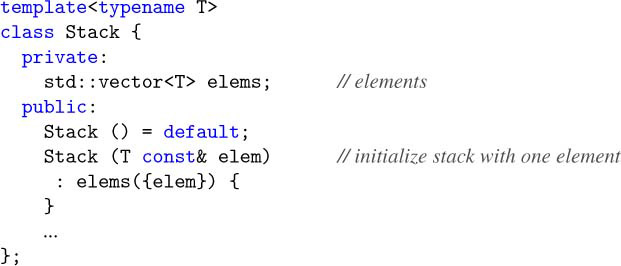 template<typename T>
class Stack {
  private:
    std::vector<T> elems;      // elements
  public:
    Stack () = default;
    Stack (T const& elem)      // initialize stack with one element
     : elems({elem}) {
    }
    ...
};